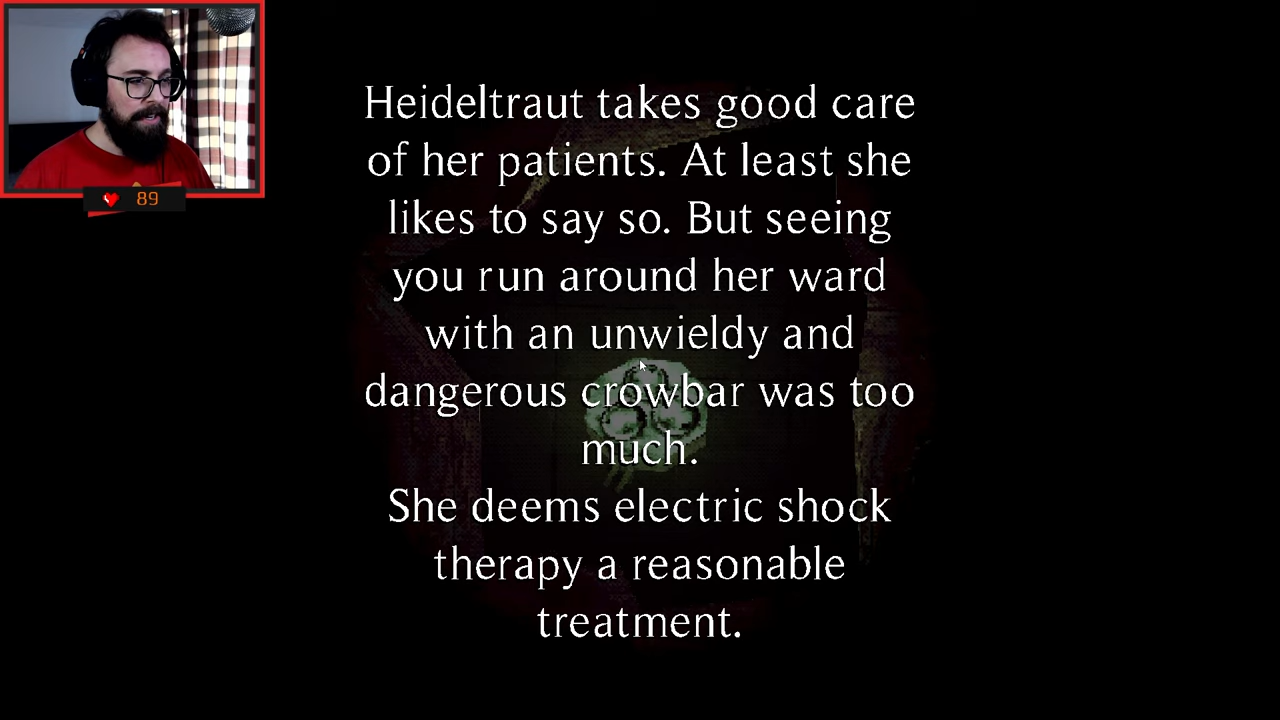 89
Heideltraut takes good care
of her patients. At least she
likes to say so. But seeing
you run around her ward
with an unwieldy and
dangerous crowbar was too
much.
She deems electric shock
therapy a reasonable
treatment.